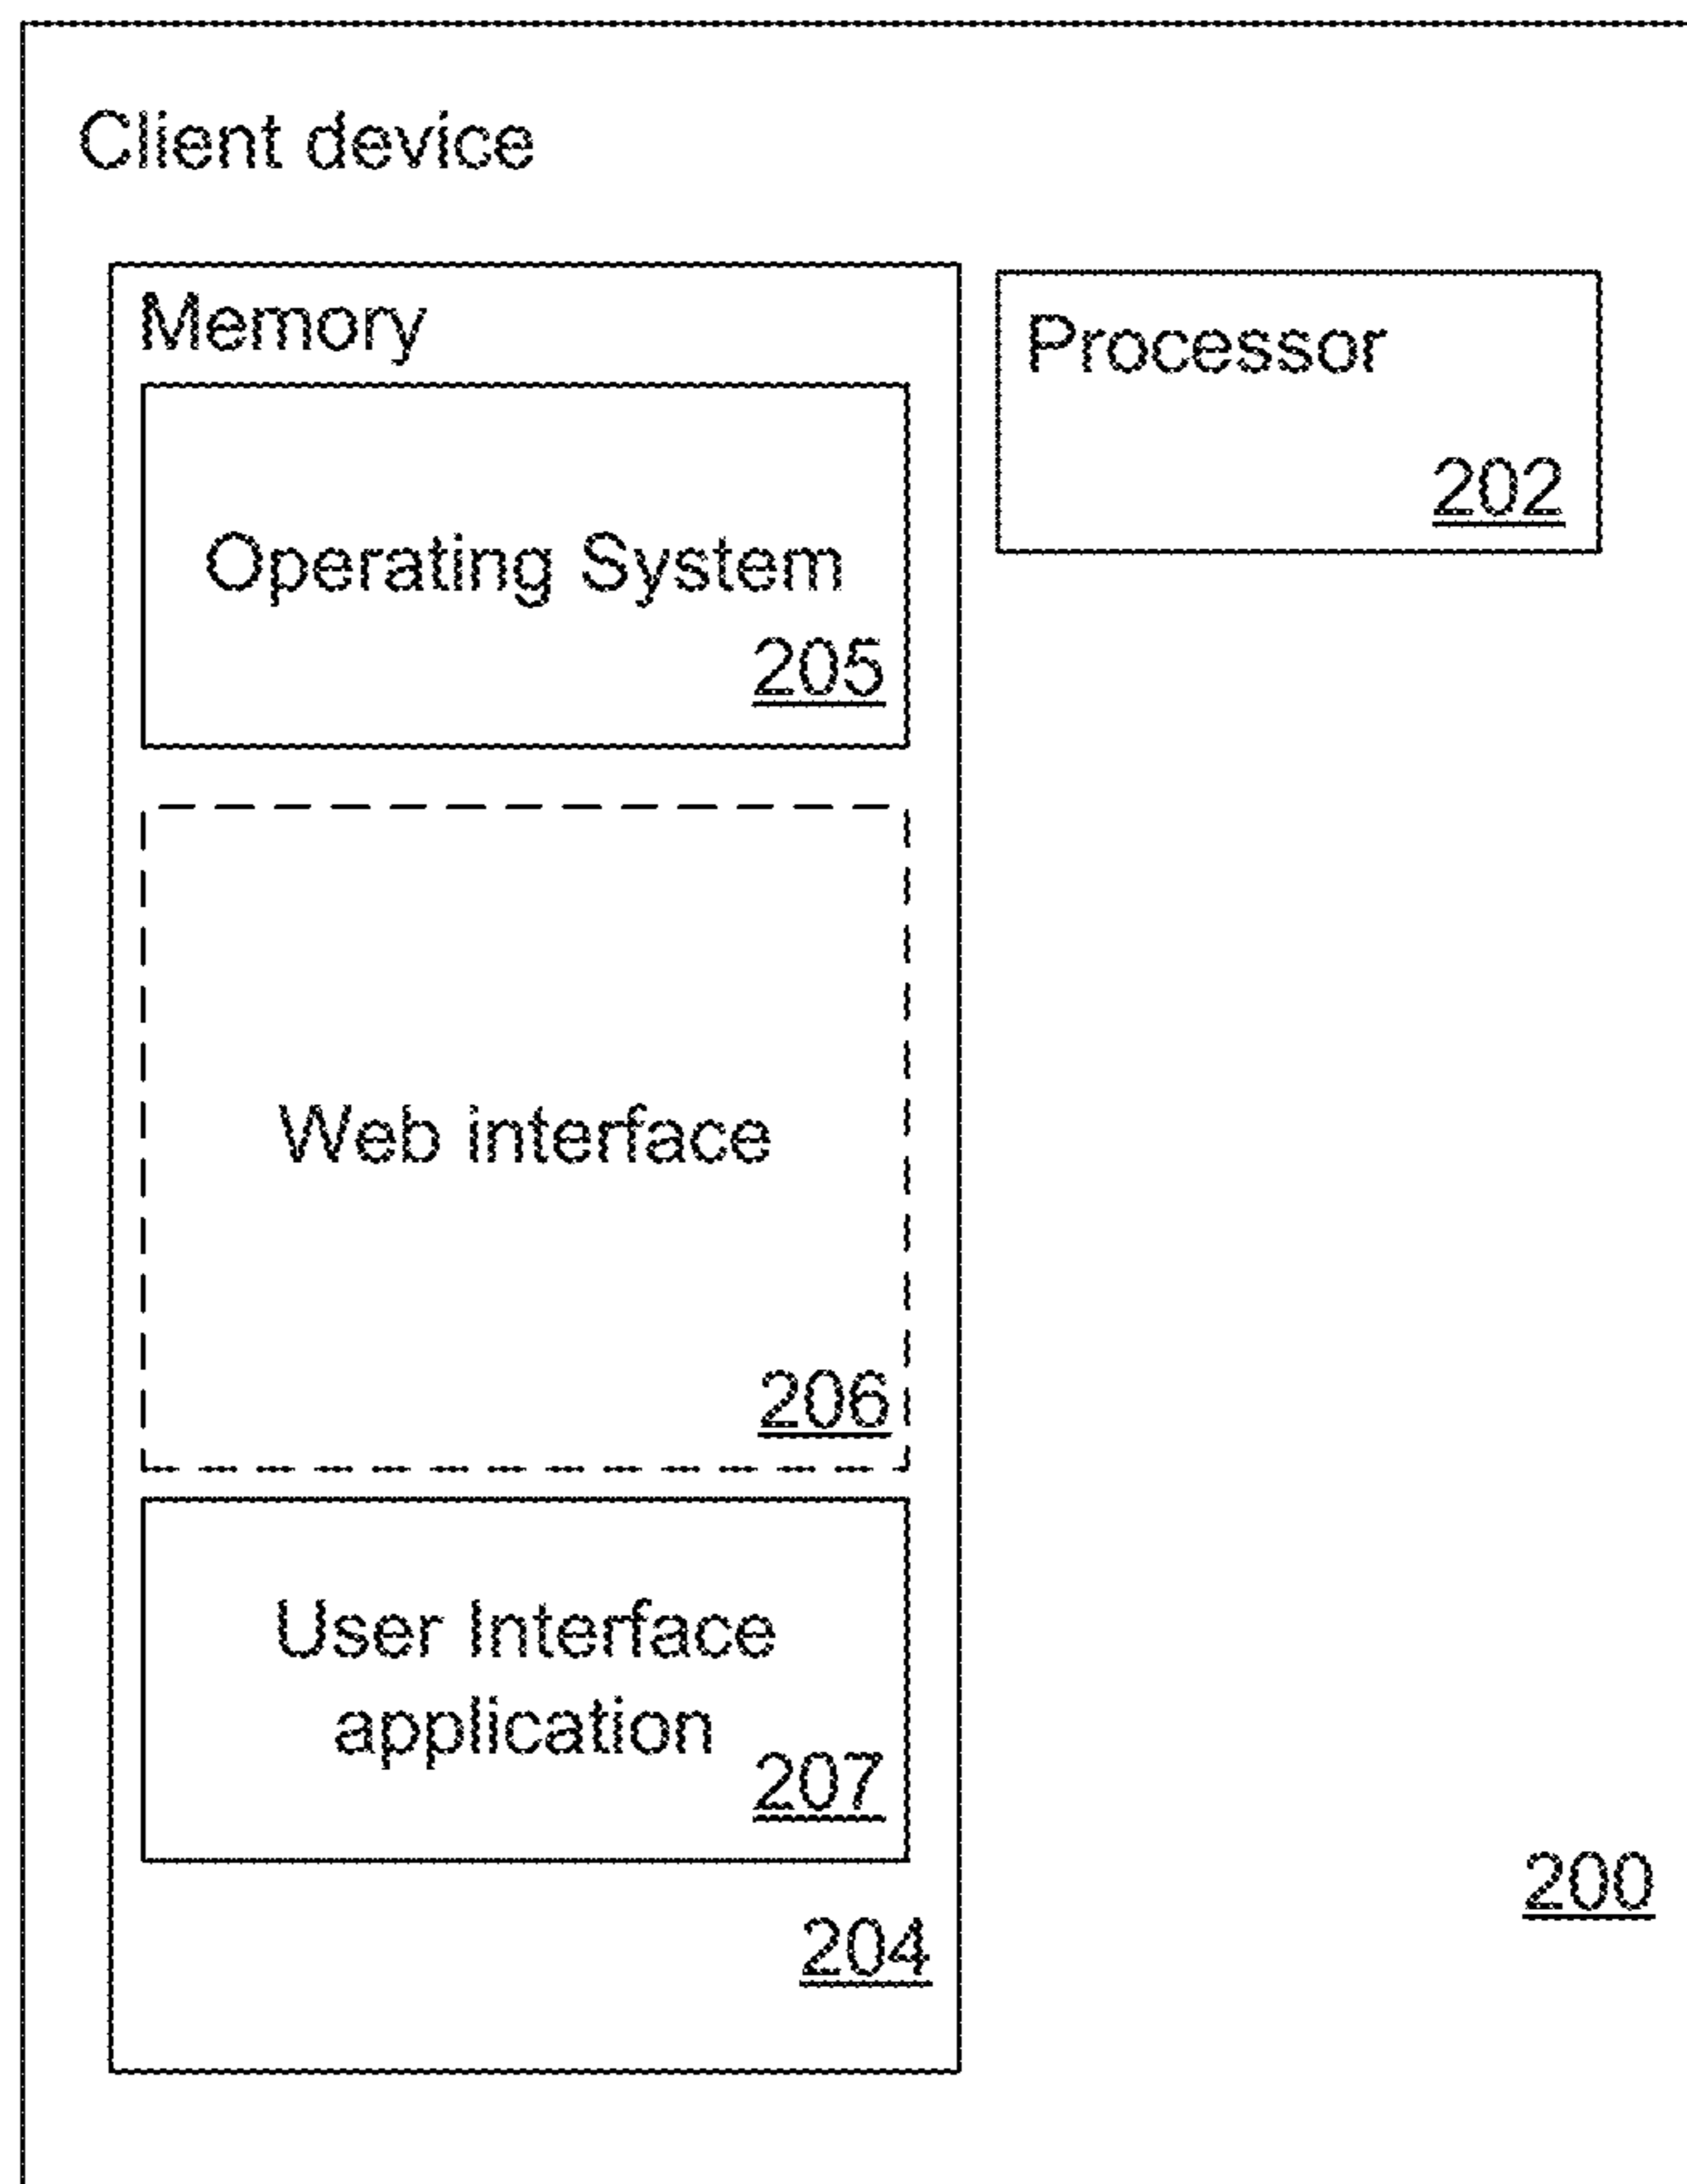 Client device
Memory
Processor
202
Operating System
205
Web interface
206
User Interface
application
207
200
204